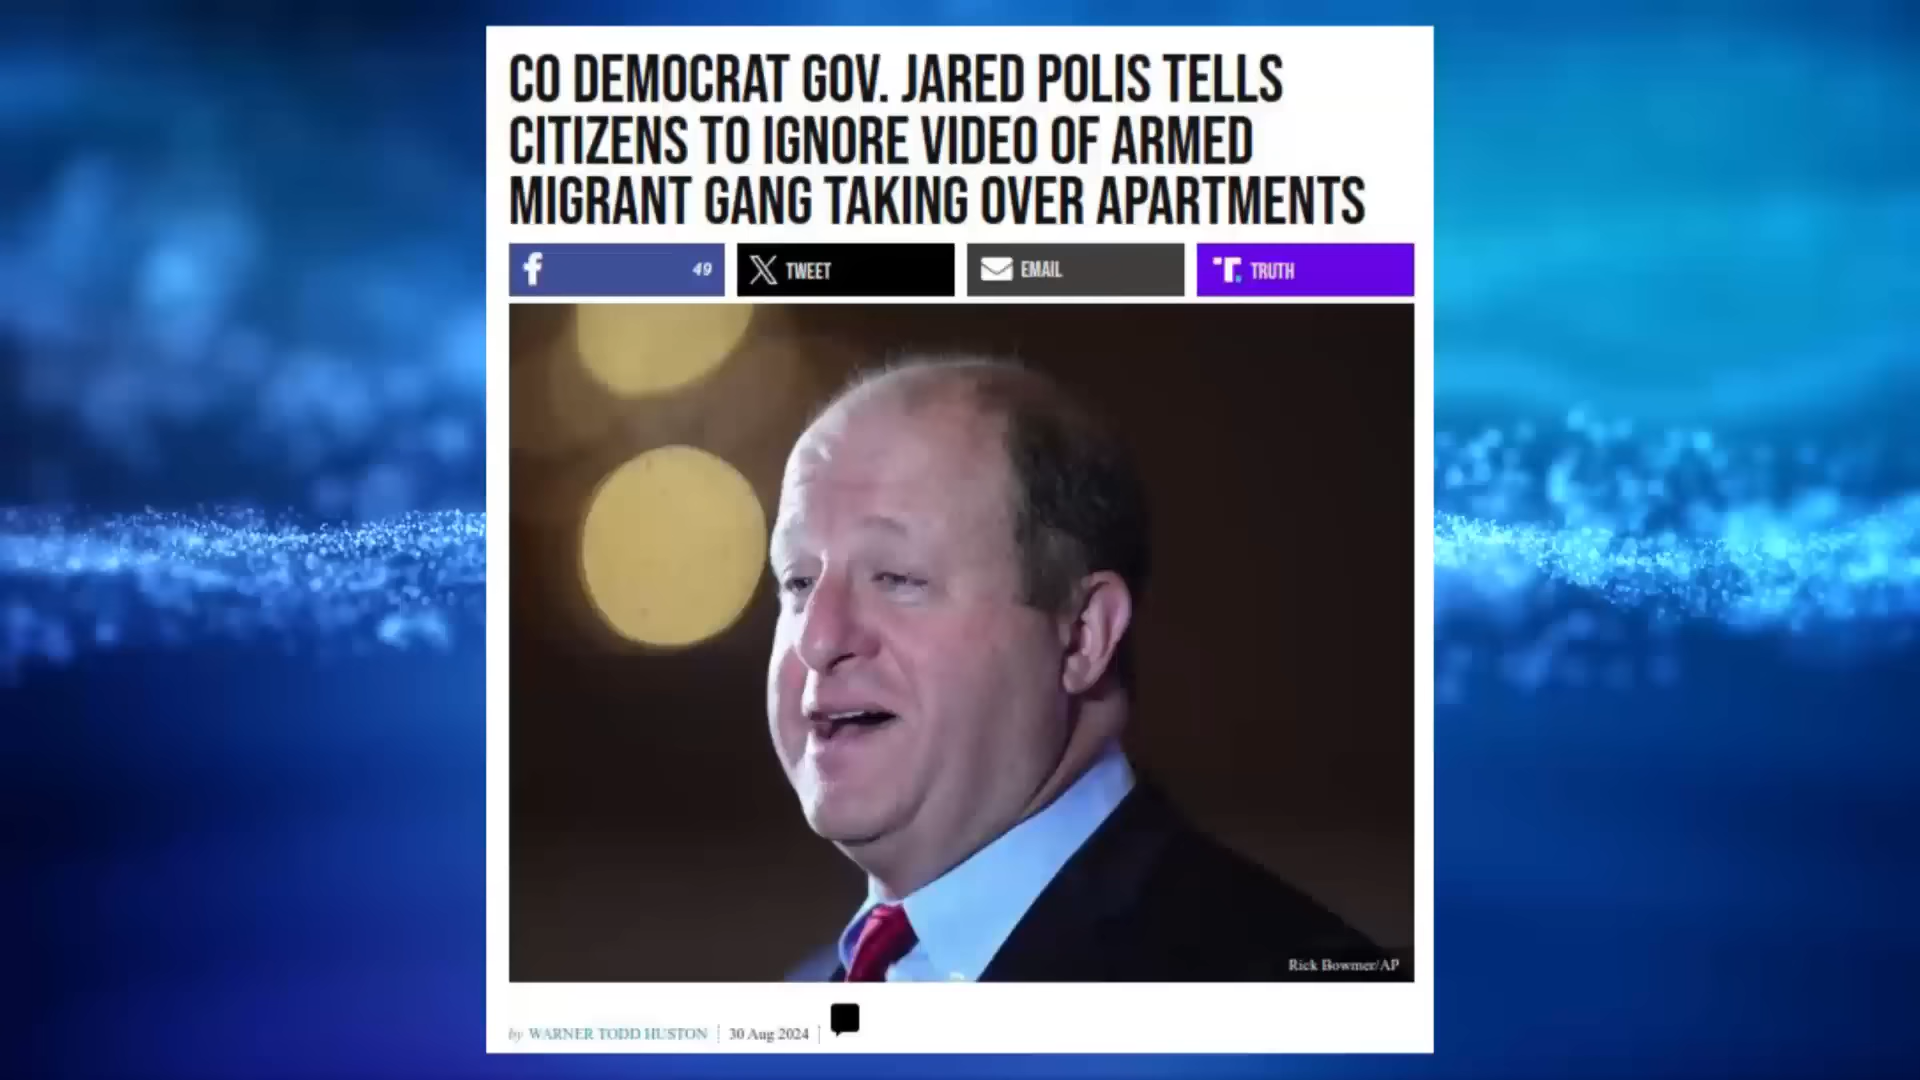 CO DEMOCRAT GOV. JARED POLIS TELLS
CITIZENS TO IGNORE VIDEO OF ARMED
MIGRANT GANG TAKING OVER APARTMENTS
f 49
X TWEET
EMAIL
T. TRUTH
Rick Bowmer/AP
by WARNER TODD HUSTON | 30 Aug 2024 |